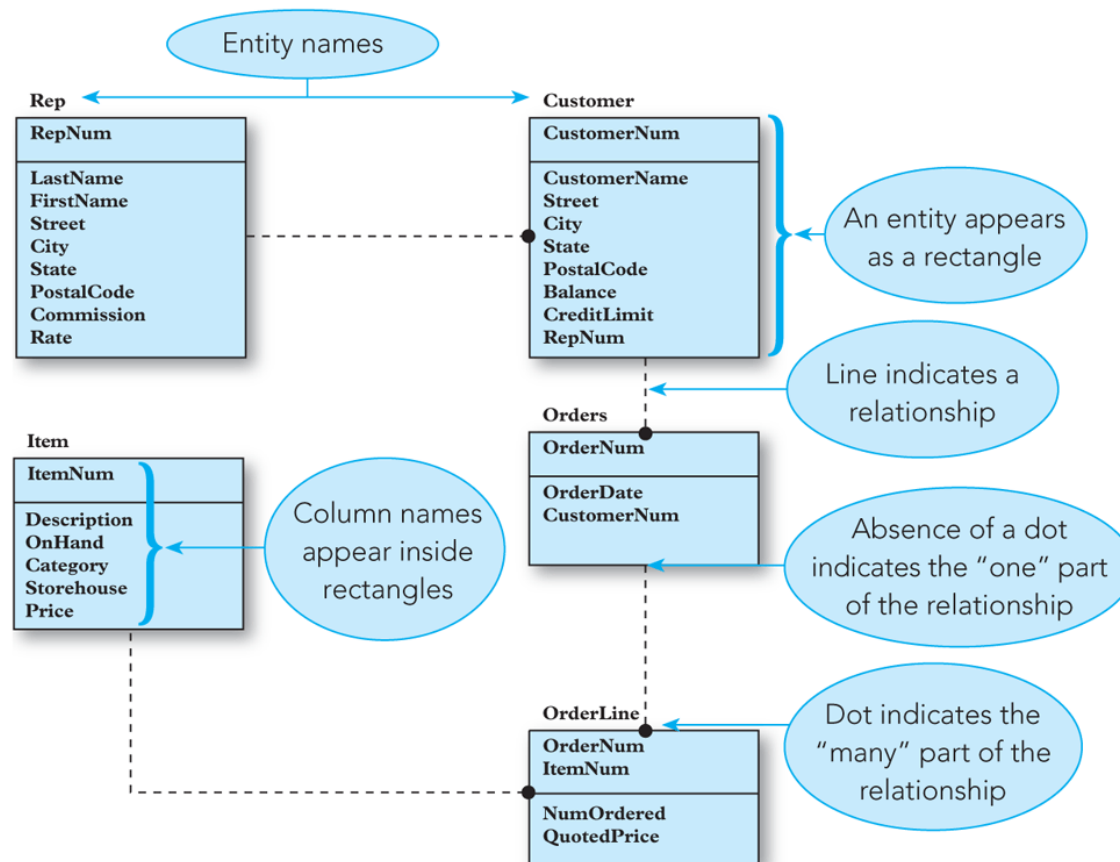 Entity names
Rep
RepNum
LastName
FirstName
Street
City
State
PostalCode
Commission
Rate
Customer
CustomerNum
CustomerName
Street
City
State
PostalCode
Balance
CreditLimit
RepNum
An entity appears
as a rectangle
Line indicates a
relationship
Item
ItemNum
Description
OnHand
Category
Storehouse
Price
Column names
appear inside
rectangles
Orders
OrderNum
OrderDate
CustomerNum
Absence of a dot
indicates the “one” part
of the relationship
OrderLine
OrderNum
ItemNum
NumOrdered
QuotedPrice
Dot indicates the
“many” part of the
relationship